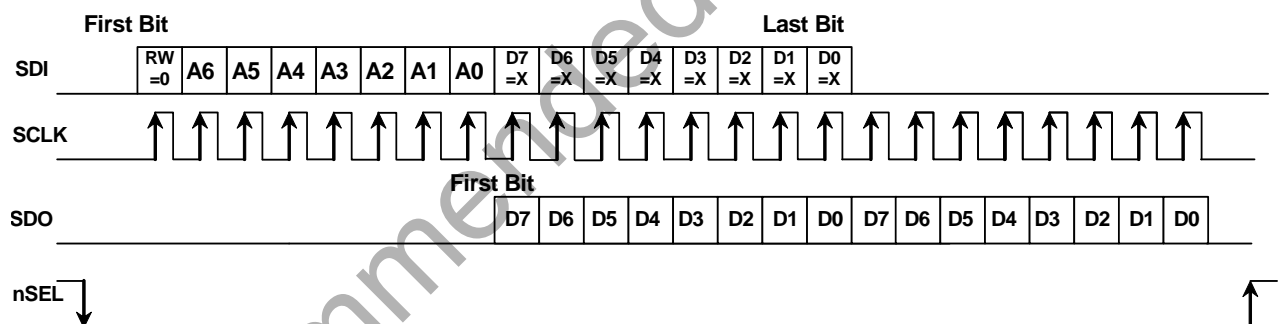 First Bit Last Bit
SDI RW =0 A6 A5 A4 A3 A2 A1 A0 D7 =X D6 =X D5 =X D4 =X D3 =X D2 =X D1 =X D0 =X
SCLK
First Bit
SDO D7 D6 D5 D4 D3 D2 D1 D0 D7 D6 D5 D4 D3 D2 D1 D0
nSEL
mmended